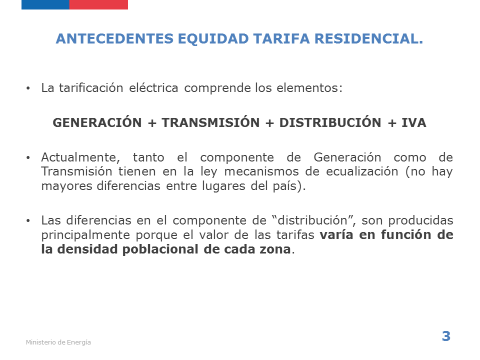 ANTECEDENTES EQUIDAD TARIFA RESIDENCIAL.
• La tarificación eléctrica comprende los elementos:
GENERACIÓN + TRANSMISIÓN + DISTRIBUCIÓN + IVA
• Actualmente, tanto el componente de Generación como de
Transmisión tienen en la ley mecanismos de ecualización (no hay
mayores diferencias entre lugares del país).
• Las diferencias en el componente de “distribución”, son producidas
principalmente porque el valor de las tarifas varía en función de
la densidad poblacional de cada zona.
Ministerio de Energía
3